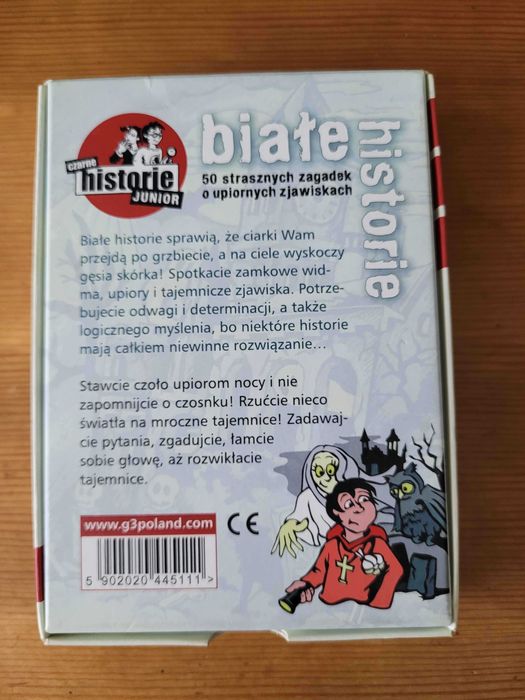 czarne
historie
JUNIOR
białe
historie
50 strasznych zagadek
o upiornych zjawiskach
Białe historie sprawią, że ciarki Wam
przejdą po grzbiecie, a na ciele wyskoczy
gęsia skórka! Spotkacie zamkowe wid-
ma, upiory i tajemnicze zjawiska. Potrze-
bujecie odwagi i determinacji, a także
logicznego myślenia, bo niektóre historie
mają całkiem niewinne rozwiązanie...
Stawcie czoło upiorom nocy i nie
zapomnijcie o czosnku! Rzućcie nieco
światła na mroczne tajemnice! Zadawaj-
cie pytania, zgadujcie, łamcie
sobie głowę, aż rozwikłacie
tajemnice.
www.g3poland.com
CE
5 902020 445111 >